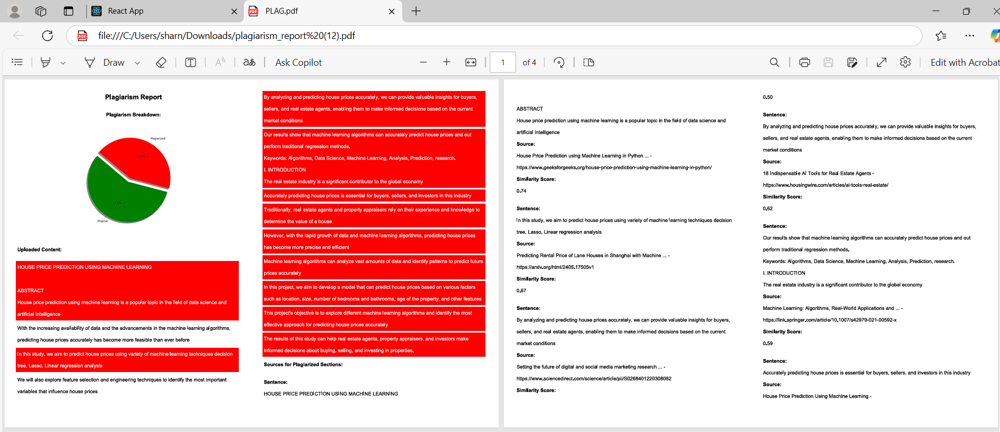 React App
PLAG.pdf
file:///C:/Users/sharn/Downloads/plagiarism_report%20(12).pdf
Draw
aあ
Ask Copilot
1
of 4
Edit with Acrobat
Plagiarism Report
Plagiarism Breakdown:
Plagiarized
43.0%
57.0%
Original
Uploaded Content:
HOUSE PRICE PREDICTION USING MACHINE LEARNING
ABSTRACT
House price prediction using machine learning is a popular topic in the field of data science and
artificial intelligence
With the increasing availability of data and the advancements in the machine learning algorithms,
predicting house prices accurately has become more feasible than ever before
In this study, we aim to predict house prices using variety of machine learning techniques decision
tree, Lasso, Linear regression analysis
We will also explore feature selection and engineering techniques to identify the most important
variables that influence house prices
By analyzing and predicting house prices accurately, we can provide valuable insights for buyers,
sellers, and real estate agents, enabling them to make informed decisions based on the current
market conditions
Our results show that machine learning algorithms can accurately predict house prices and out
perform traditional regression methods.
Keywords: Algorithms, Data Science, Machine Learning, Analysis, Prediction, research.
I. INTRODUCTION
The real estate industry is a significant contributor to the global economy
Accurately predicting house prices is essential for buyers, sellers, and investors in this industry
Traditionally, real estate agents and property appraisers rely on their experience and knowledge to
determine the value of a house
However, with the rapid growth of data and machine learning algorithms, predicting house prices
has become more precise and efficient
Machine learning algorithms can analyze vast amounts of data and identify patterns to predict future
prices accurately
In this project, we aim to develop a model that can predict house prices based on various factors
such as location, size, number of bedrooms and bathrooms, age of the property, and other features
This project's objective is to explore different machine learning algorithms and identify the most
effective approach for predicting house prices accurately
The results of this study can help real estate agents, property appraisers, and investors make
informed decisions about buying, selling, and investing in properties.
Sources for Plagiarized Sections:
Sentence:
HOUSE PRICE PREDICTION USING MACHINE LEARNING
ABSTRACT
House price prediction using machine learning is a popular topic in the field of data science and
artificial intelligence
Source:
House Price Prediction using Machine Learning in Python ... -
https://www.geeksforgeeks.org/house-price-prediction-using-machine-learning-in-python/
Similarity Score:
0.74
Sentence:
In this study, we aim to predict house prices using variety of machine learning techniques decision
tree, Lasso, Linear regression analysis
Source:
Predicting Rental Price of Lane Houses in Shanghai with Machine ... -
https://arxiv.org/html/2405.17505v1
Similarity Score:
0.67
Sentence:
By analyzing and predicting house prices accurately, we can provide valuable insights for buyers,
sellers, and real estate agents, enabling them to make informed decisions based on the current
market conditions
Source:
Setting the future of digital and social media marketing research ... -
https://www.sciencedirect.com/science/article/pii/S0268401220308082
Similarity Score:
0.50
Sentence:
By analyzing and predicting house prices accurately, we can provide valuable insights for buyers,
sellers, and real estate agents, enabling them to make informed decisions based on the current
market conditions
Source:
18 Indispensable AI Tools for Real Estate Agents -
https://www.housingwire.com/articles/ai-tools-real-estate/
Similarity Score:
0.62
Sentence:
Our results show that machine learning algorithms can accurately predict house prices and out
perform traditional regression methods.
Keywords: Algorithms, Data Science, Machine Learning, Analysis, Prediction, research.
I. INTRODUCTION
The real estate industry is a significant contributor to the global economy
Source:
Machine Learning: Algorithms, Real-World Applications and ... -
https://link.springer.com/article/10.1007/s42979-021-00592-x
Similarity Score:
0.59
Sentence:
Accurately predicting house prices is essential for buyers, sellers, and investors in this industry
Source:
House Price Prediction Using Machine Learning -